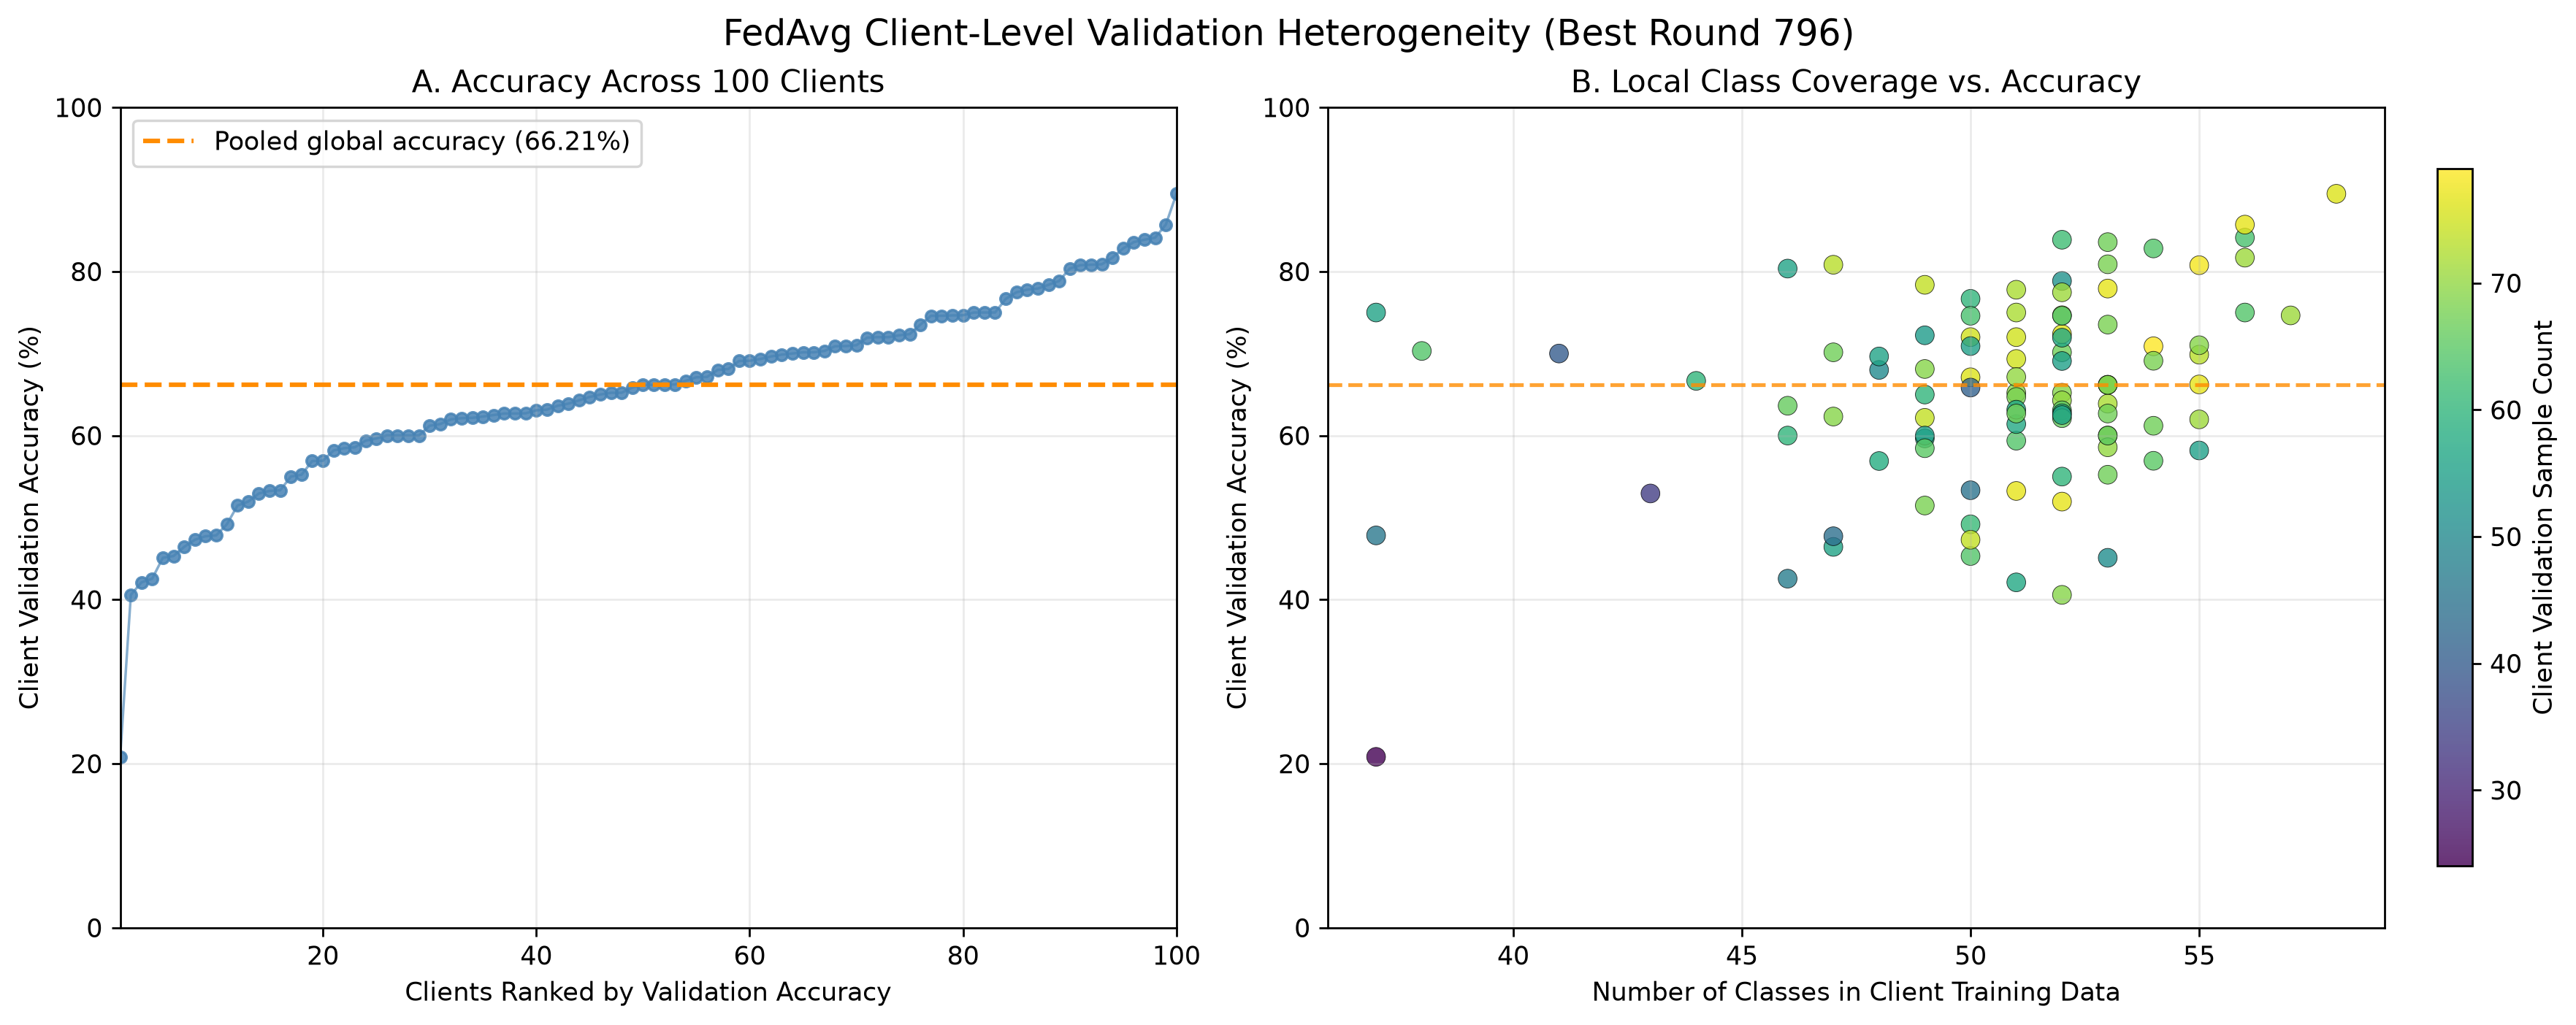 FedAvg Client-Level Validation Heterogeneity (Best Round 796)
A. Accuracy Across 100 Clients
Pooled global accuracy (66.21%)
Client Validation Accuracy (%)
100
80
60
40
20
0
20
40
60
80
100
Clients Ranked by Validation Accuracy
B. Local Class Coverage vs. Accuracy
Client Validation Accuracy (%)
100
80
60
40
20
0
40
45
50
55
Number of Classes in Client Training Data
70
60
50
40
30
Client Validation Sample Count